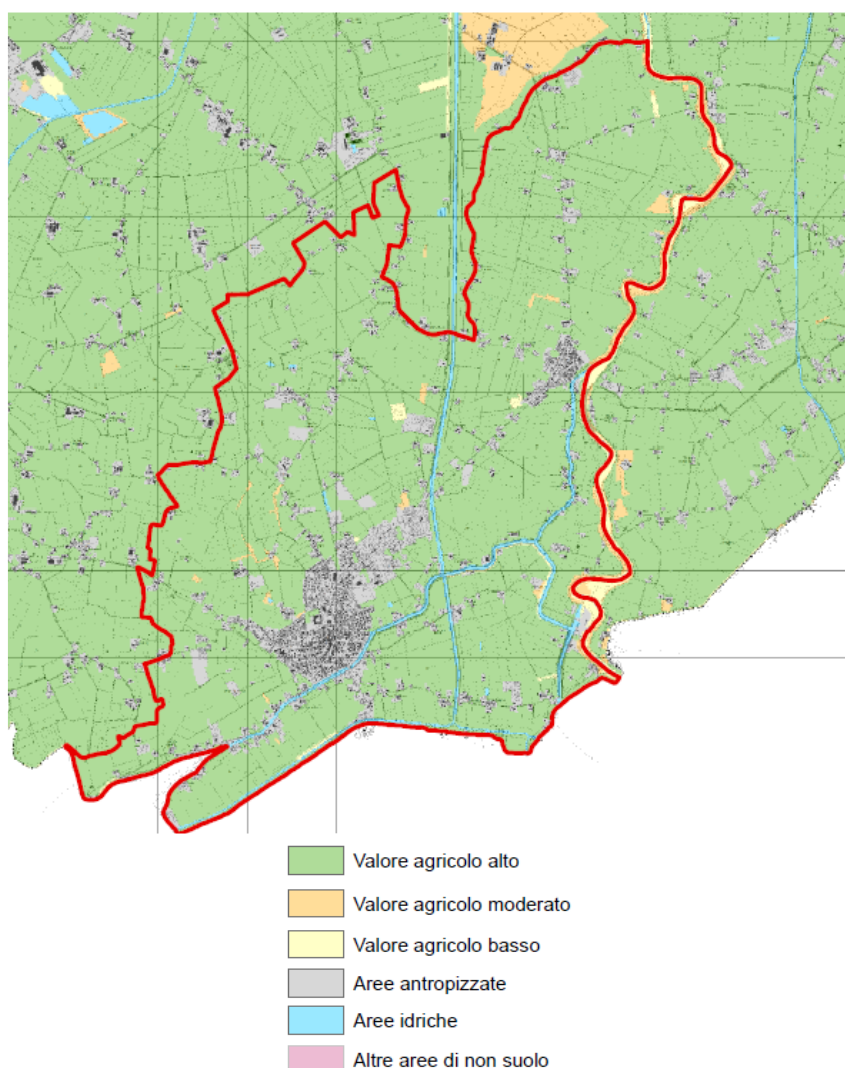 Valore agricolo alto
Valore agricolo moderato
Valore agricolo basso
Aree antropizzate
Aree idriche
Altre aree di non suolo